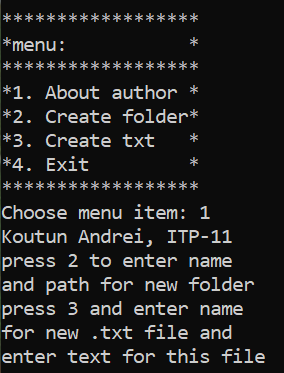 ******************
*menu:           *
******************
*1. About author *
*2. Create folder*
*3. Create txt   *
*4. Exit         *
******************
Choose menu item: 1
Koutun Andrei, ITP-11
press 2 to enter name
and path for new folder
press 3 and enter name
for new .txt file and
enter text for this file